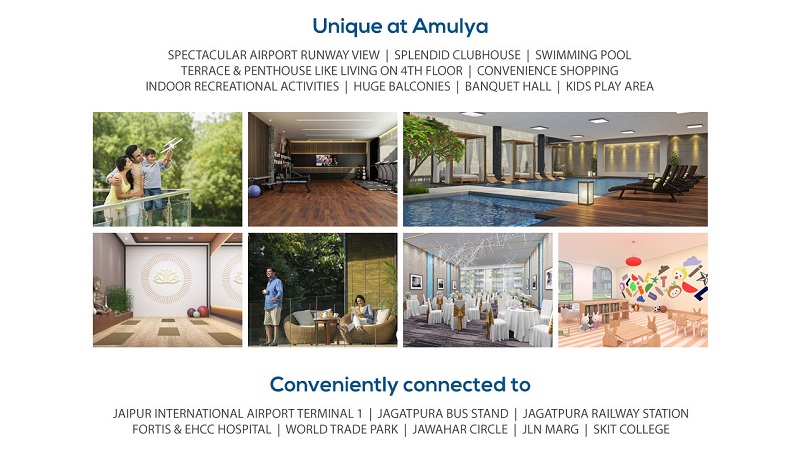 Unique at Amulya
SPECTACULAR AIRPORT RUNWAY VIEW | SPLENDID CLUBHOUSE | SWIMMING POOL
TERRACE & PENTHOUSE LIKE LIVING ON 4TH FLOOR | CONVENIENCE SHOPPING
INDOOR RECREATIONAL ACTIVITIES | HUGE BALCONIES | BANQUET HALL | KIDS PLAY AREA
Conveniently connected to
JAIPUR INTERNATIONAL AIRPORT TERMINAL 1 | JAGATPURA BUS STAND | JAGATPURA RAILWAY STATION
FORTIS & EHCC HOSPITAL | WORLD TRADE PARK | JAWAHAR CIRCLE | JLN MARG | SKIT COLLEGE